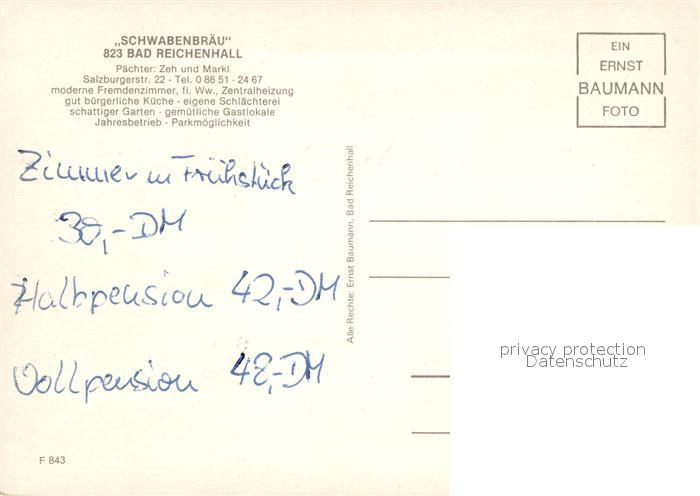 „SCHWABENBRÄU"
823 BAD REICHENHALL
Pächter: Zeh und Markl
Salzburgerstr. 22 - Tel. 0 86 51 - 24 67
moderne Fremdenzimmer, fl. Ww., Zentralheizung
gut bürgerliche Küche - eigene Schlächterei
schattiger Garten - gemütliche Gastlokale
Jahresbetrieb - Parkmöglichkeit
EIN
ERNST
BAUMANN
FOTO
Zimmer m Frühstück
30,-DM
Halbpension 42,-DM
Vollpension 48,-DM
Alle Rechte: Ernst Baumann, Bad Reichenhall
privacy protection
Datenschutz
F 843